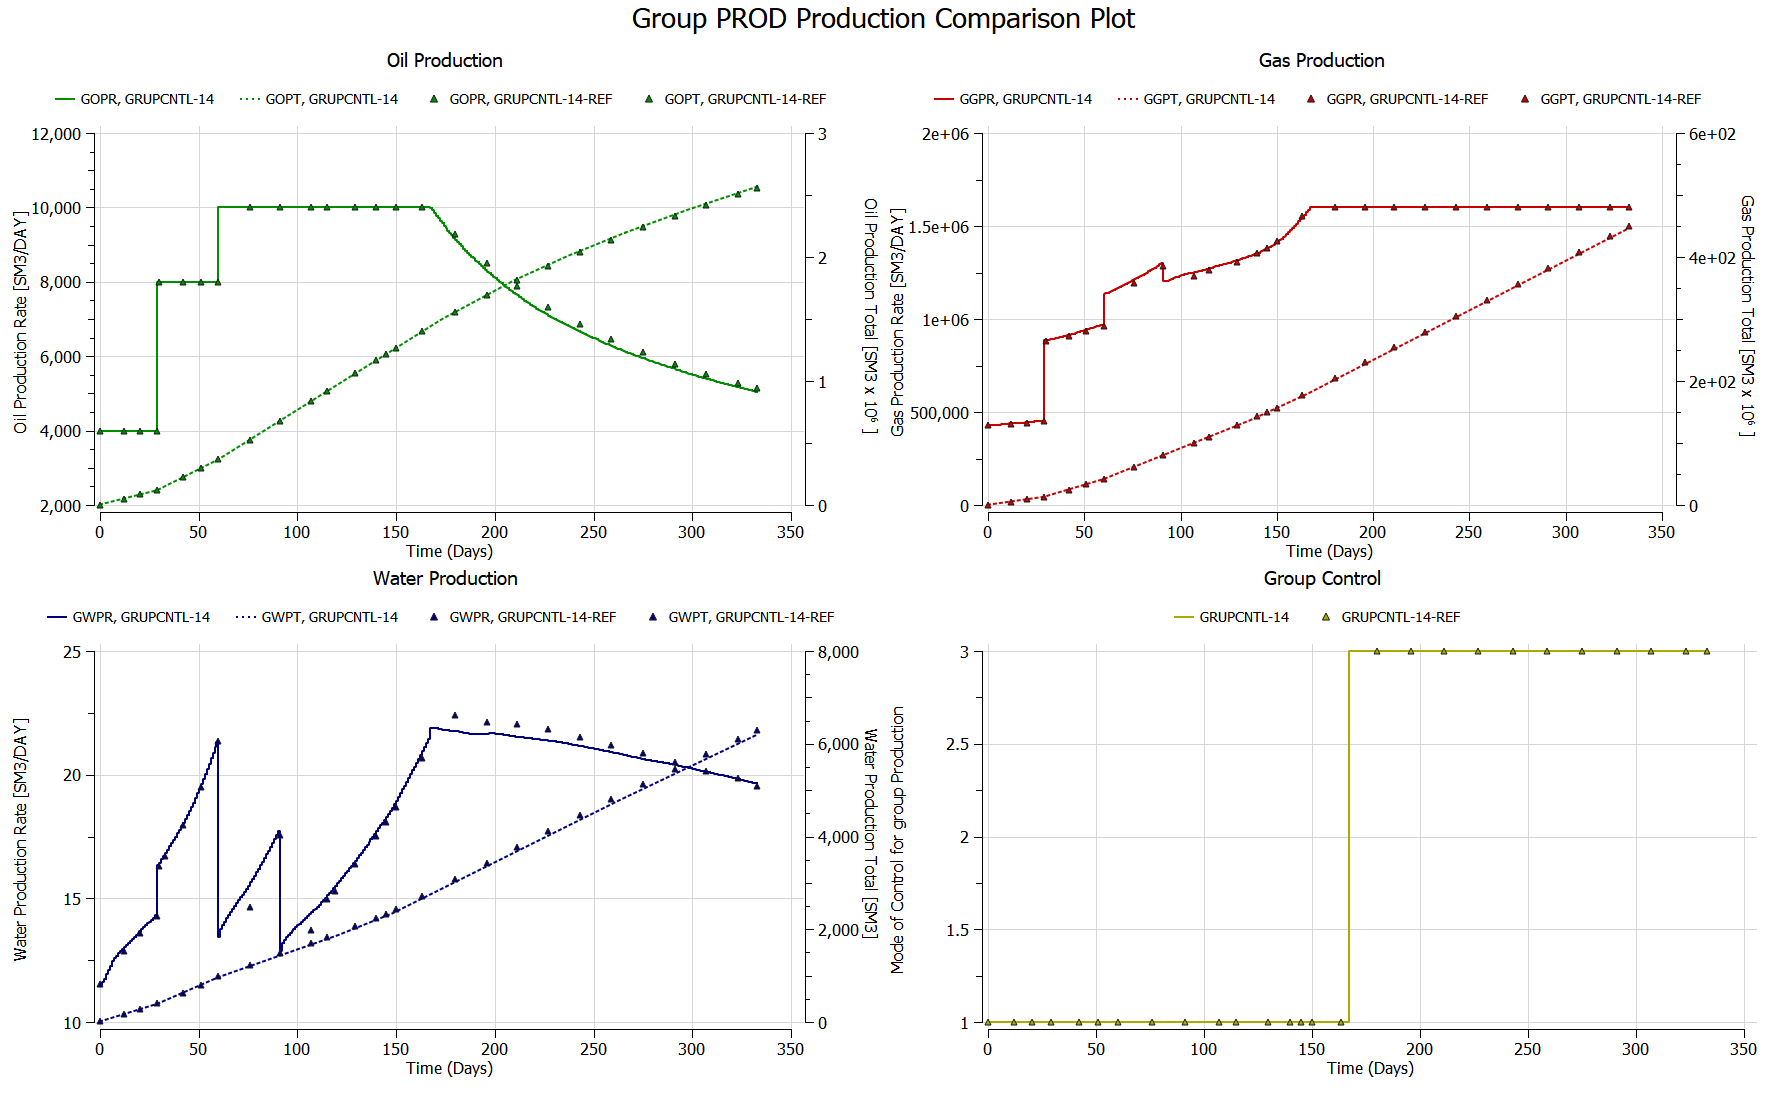 Group PROD Production Comparison Plot
Oil Production
GOPR, GRUPCNTL-14 GOPT, GRUPCNTL-14 GOPR, GRUPCNTL-14-REF GOPT, GRUPCNTL-14-REF
12,000
10,000
8,000
6,000
4,000
2,000
Oil Production Rate [SM3/DAY]
3
2
1
0
Oil Production Total [SM3 x 10⁶ ]
0 50 100 150 200 250 300 350
Time (Days)
Gas Production
GGPR, GRUPCNTL-14 GGPT, GRUPCNTL-14 GGPR, GRUPCNTL-14-REF GGPT, GRUPCNTL-14-REF
2e+06
1.5e+06
1e+06
500,000
0
Gas Production Rate [SM3/DAY]
6e+02
4e+02
2e+02
0
Gas Production Total [SM3 x 10⁶ ]
0 50 100 150 200 250 300 350
Time (Days)
Water Production
GWPR, GRUPCNTL-14 GWPT, GRUPCNTL-14 GWPR, GRUPCNTL-14-REF GWPT, GRUPCNTL-14-REF
25
20
15
10
Water Production Rate [SM3/DAY]
8,000
6,000
4,000
2,000
0
Water Production Total [SM3]
0 50 100 150 200 250 300 350
Time (Days)
Group Control
GRUPCNTL-14 GRUPCNTL-14-REF
3
2.5
2
1.5
1
Mode of Control for group Production
0 50 100 150 200 250 300 350
Time (Days)